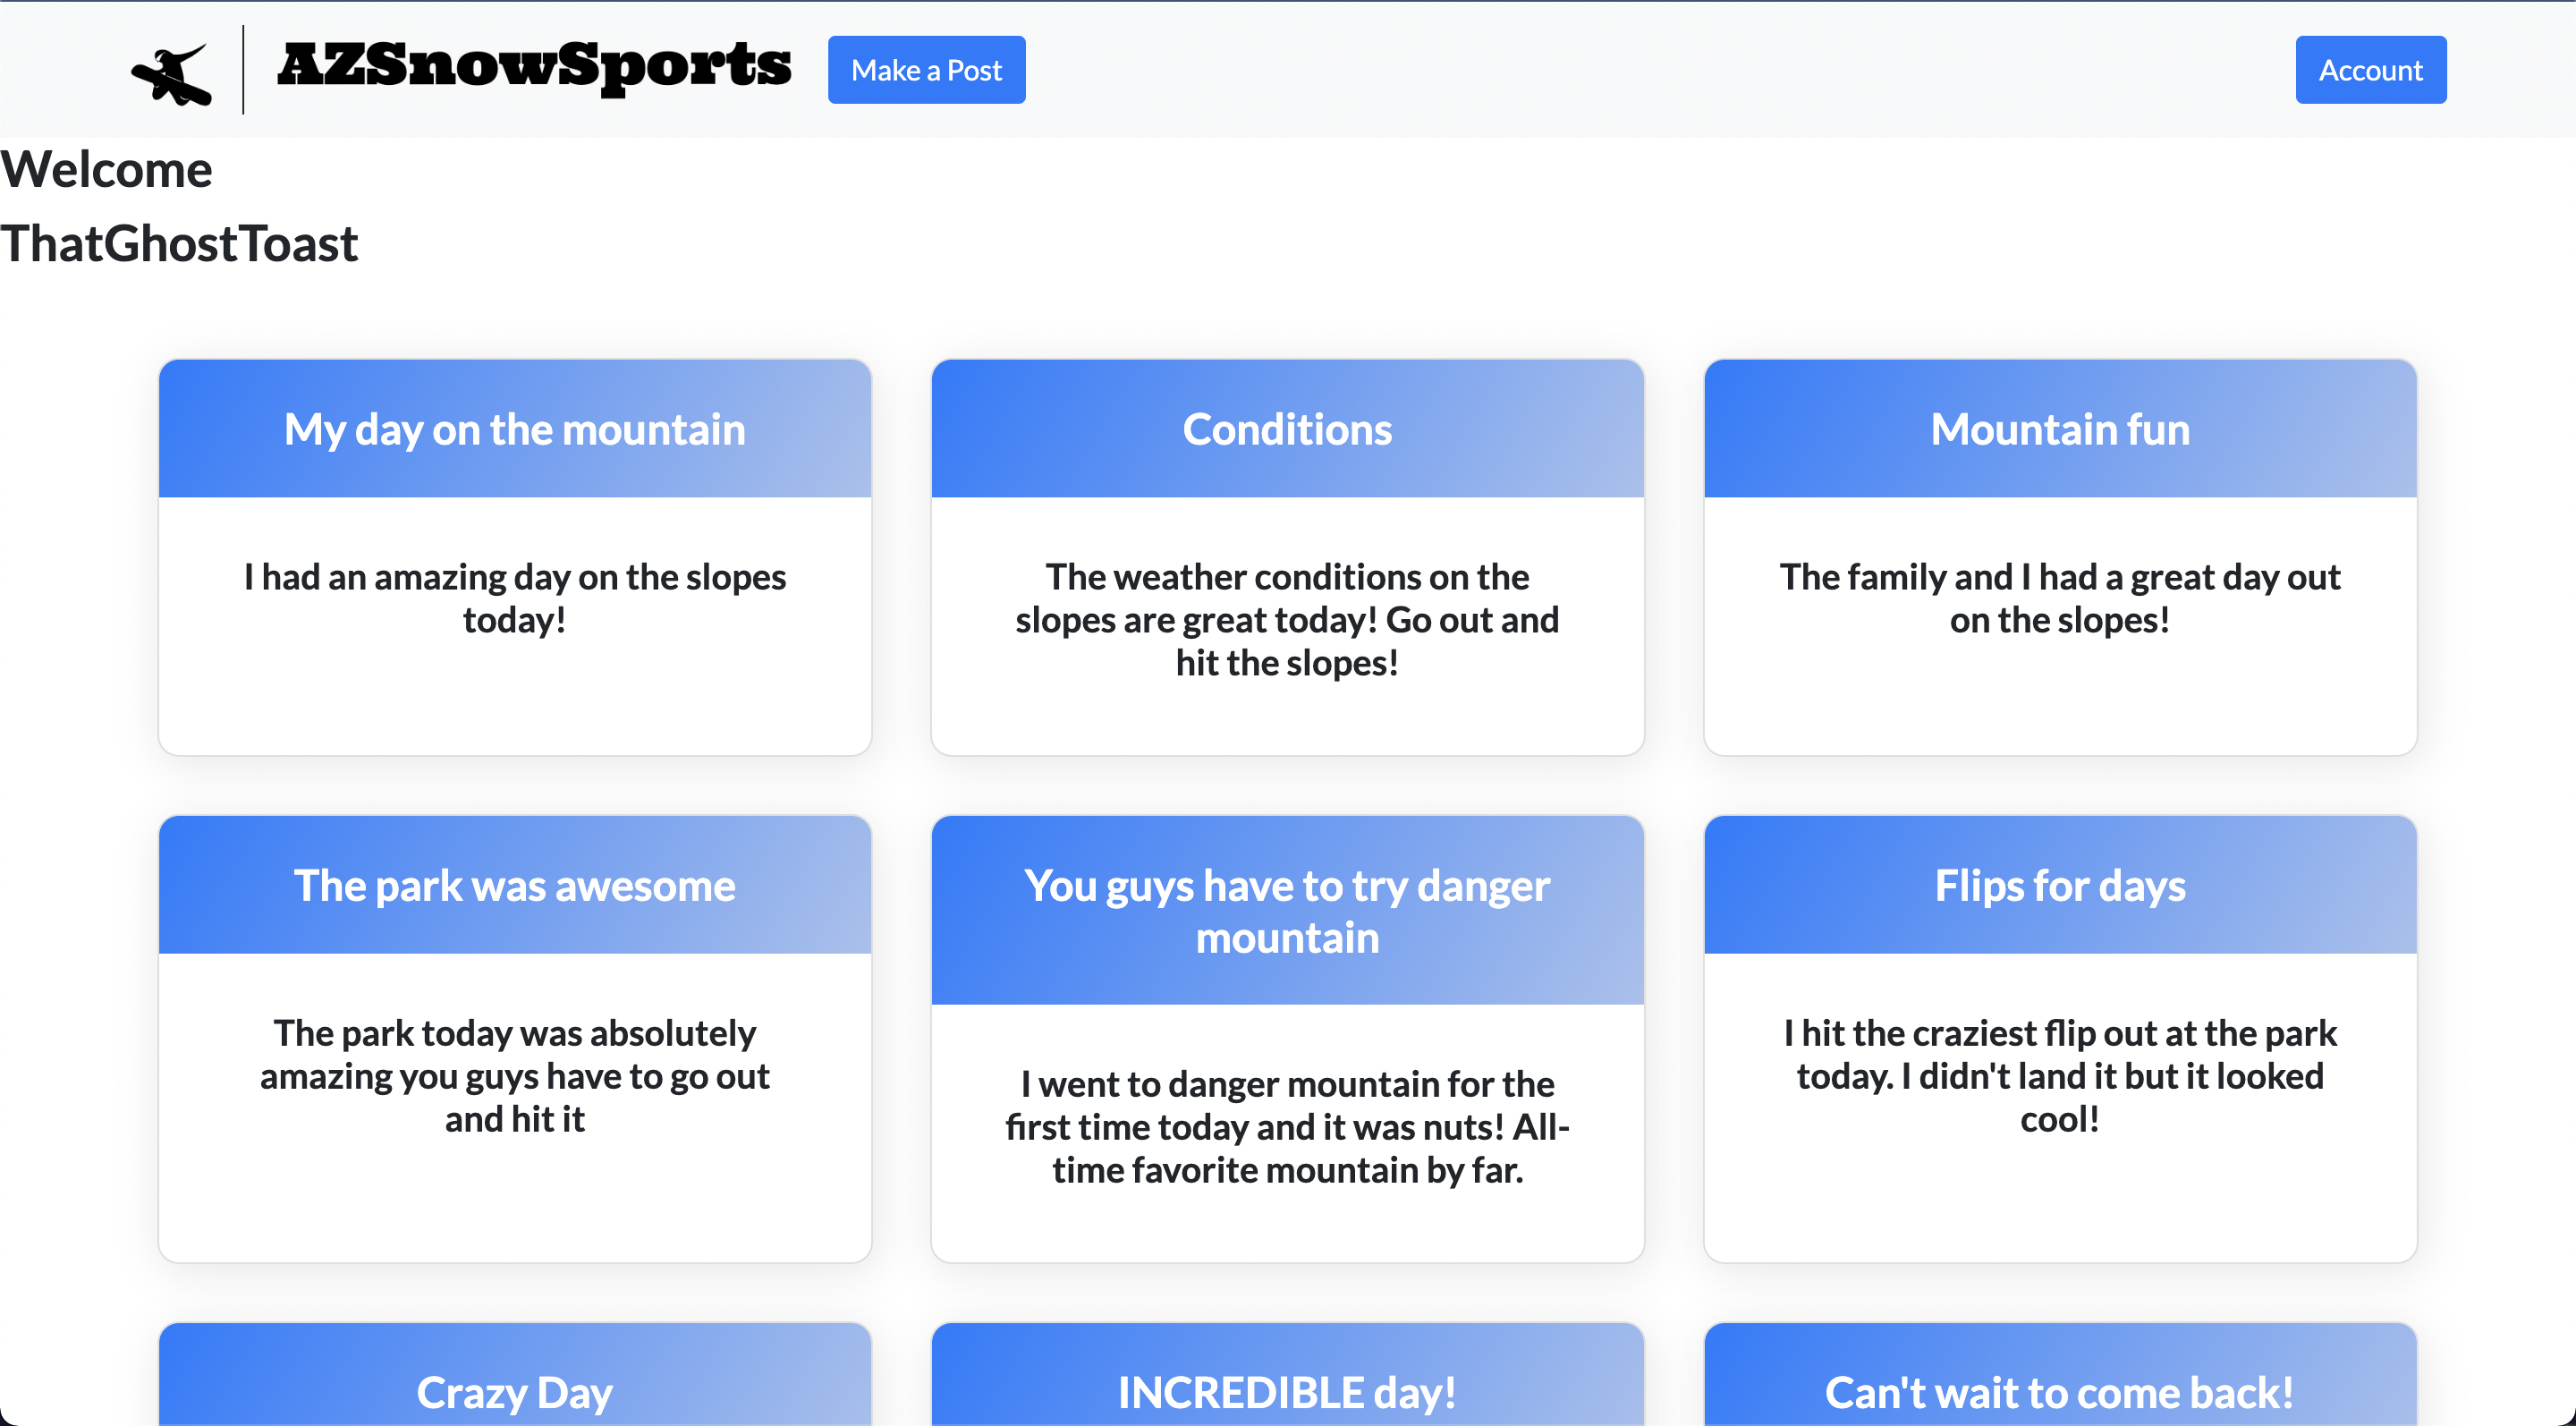 AZSnowSports
Make a Post
Account
Welcome
ThatGhostToast
My day on the mountain
I had an amazing day on the slopes
today!
Conditions
The weather conditions on the
slopes are great today! Go out and
hit the slopes!
Mountain fun
The family and I had a great day out
on the slopes!
The park was awesome
The park today was absolutely
amazing you guys have to go out
and hit it
You guys have to try danger
mountain
I went to danger mountain for the
first time today and it was nuts! All-
time favorite mountain by far.
Flips for days
I hit the craziest flip out at the park
today. I didn't land it but it looked
cool!
Crazy Day
INCREDIBLE day!
Can't wait to come back!